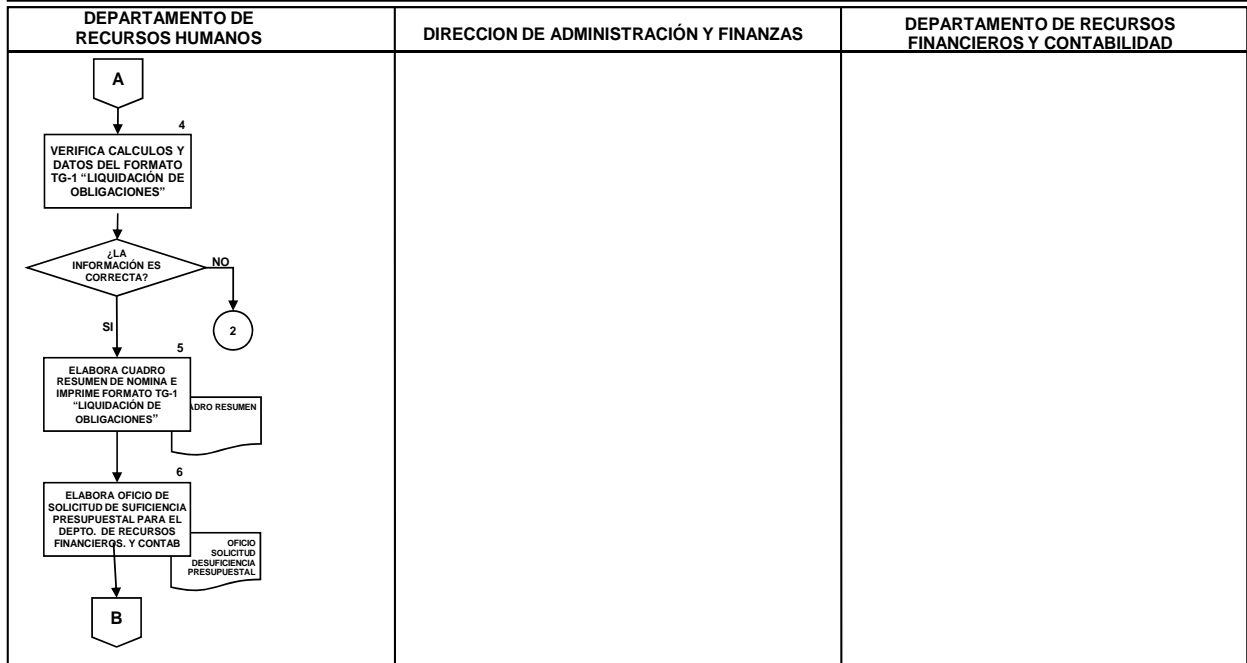 DEPARTAMENTO DE
RECURSOS HUMANOS
DIRECCION DE ADMINISTRACIÓN Y FINANZAS
DEPARTAMENTO DE RECURSOS
FINANCIEROS Y CONTABILIDAD
A
4
VERIFICA CALCULOS Y
DATOS DEL FORMATO
TG-1 “LIQUIDACIÓN DE
OBLIGACIONES”
¿LA
INFORMACIÓN ES
CORRECTA?
NO
2
SI
5
ELABORA CUADRO
RESUMEN DE NOMINA E
IMPRIME FORMATO TG-1
“LIQUIDACIÓN DE
OBLIGACIONES”
ADRO RESUMEN
6
ELABORA OFICIO DE
SOLICITUD DE SUFICIENCIA
PRESUPUESTAL PARA EL
DEPTO. DE RECURSOS
FINANCIEROS. Y CONTAB
OFICIO
SOLICITUD
DESUFICIENCIA
PRESUPUESTAL
B